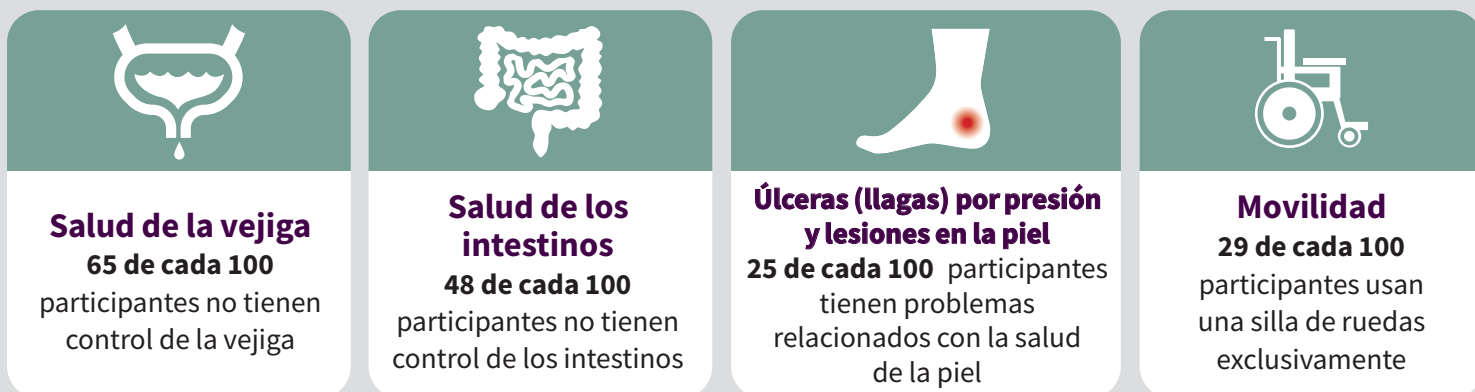 Salud de la vejiga
65 de cada 100
participantes no tienen
control de la vejiga
Salud de los
intestinos
48 de cada 100
participantes no tienen
control de los intestinos
Úlceras (llagas) por presión
y lesiones en la piel
25 de cada 100 participantes
tienen problemas
relacionados con la salud
de la piel
Movilidad
29 de cada 100
participantes usan
una silla de ruedas
exclusivamente